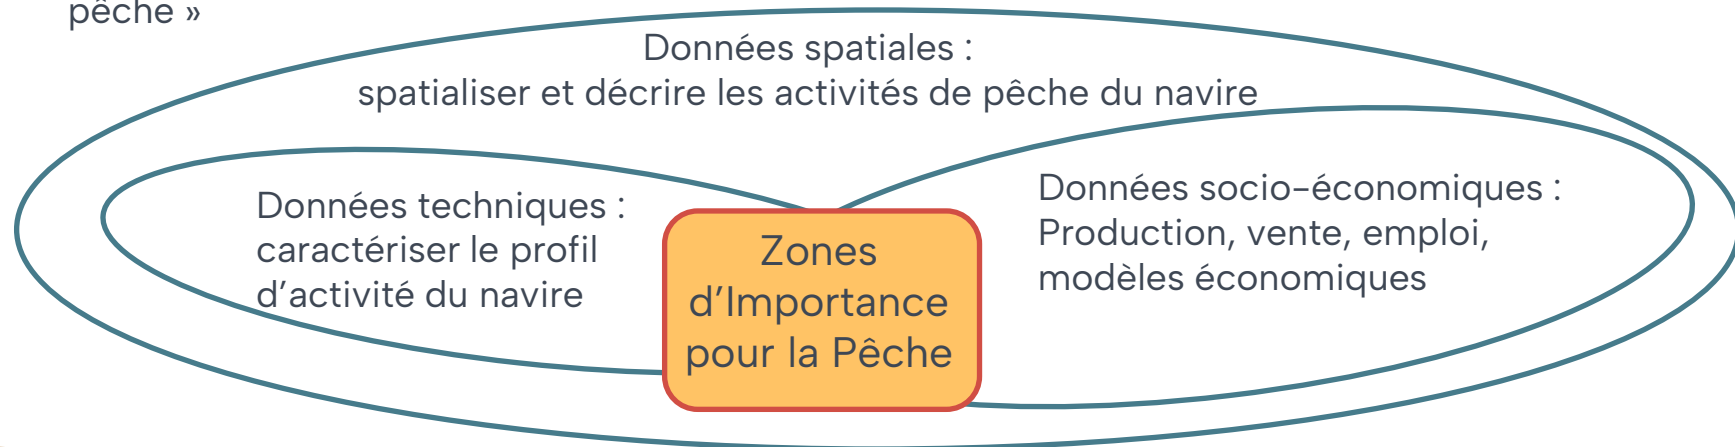 pêche »
Données spatiales :
spatialiser et décrire les activités de pêche du navire
Données techniques :
caractériser le profil
d’activité du navire
Zones
d’Importance
pour la Pêche
Données socio-économiques :
Production, vente, emploi,
modèles économiques